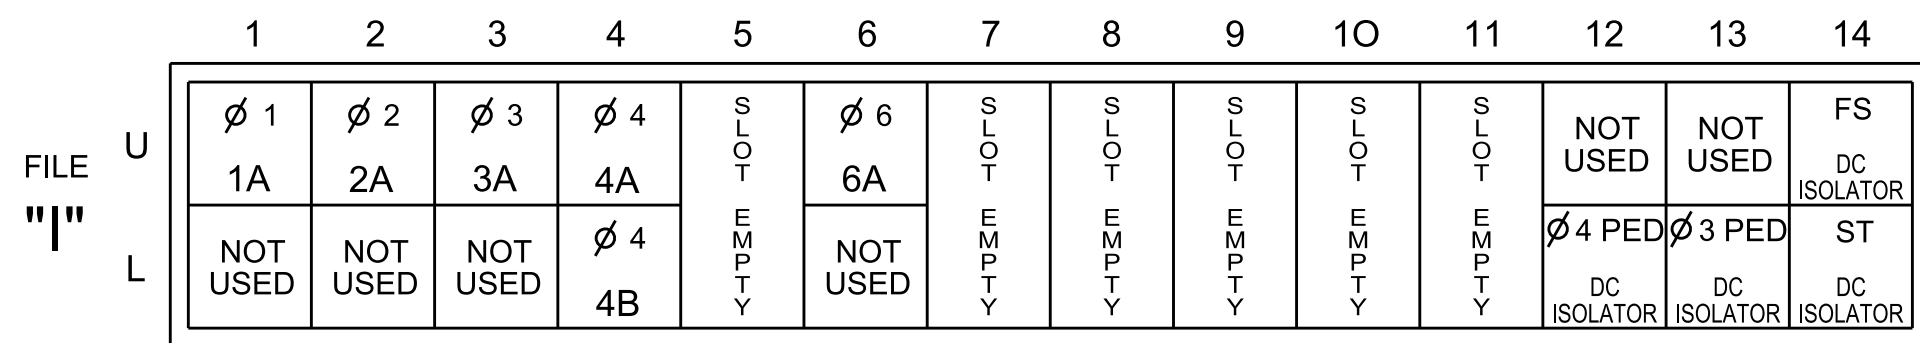 1 2 3 4 5 6 7 8 9 10 11 12 13 14
FILE
"I"
U
L
Ø 1
1A
Ø 2
2A
Ø 3
3A
Ø 4
4A
SLOT EMPTY
Ø 6
6A
SLOT EMPTY
SLOT EMPTY
SLOT EMPTY
SLOT EMPTY
SLOT EMPTY
NOT
USED
NOT
USED
FS
DC
ISOLATOR
NOT
USED
NOT
USED
NOT
USED
Ø 4
4B
NOT
USED
Ø 4 PED
DC
ISOLATOR
Ø 3 PED
DC
ISOLATOR
ST
DC
ISOLATOR